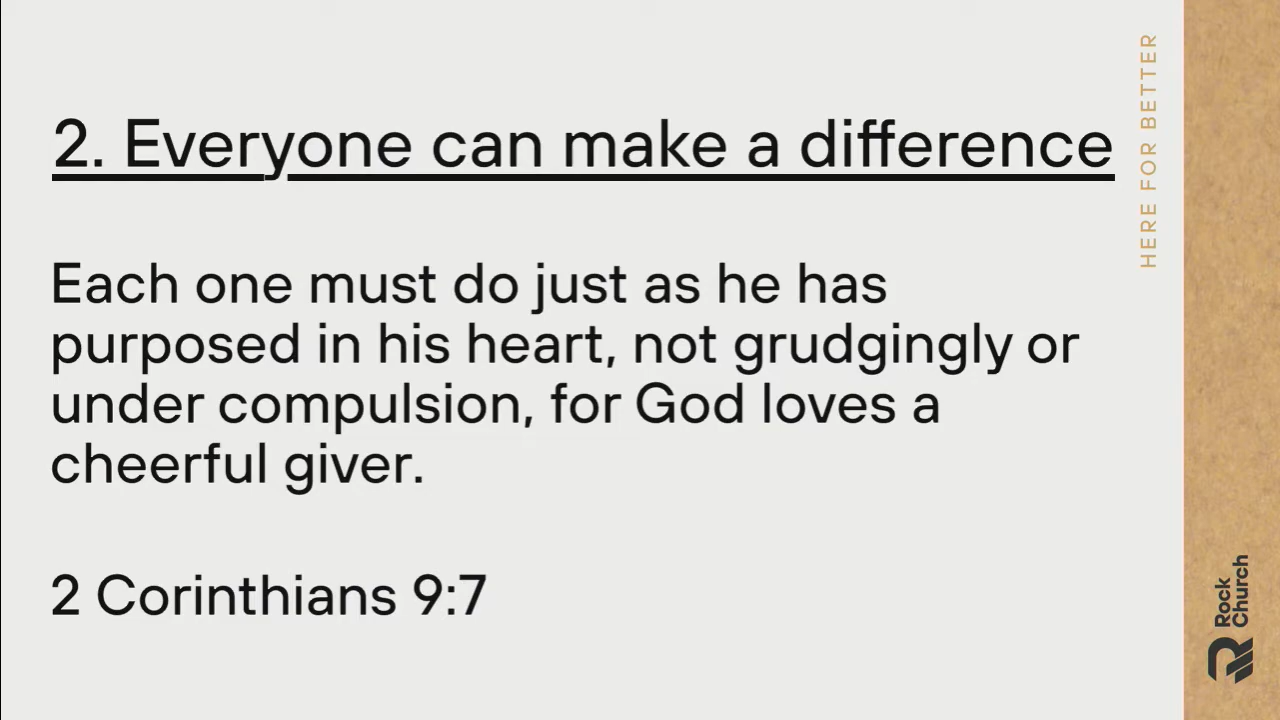 2. Everyone can make a difference
Each one must do just as he has
purposed in his heart, not grudgingly or
under compulsion, for God loves a
cheerful giver.
2 Corinthians 9:7
HERE FOR BETTER
Rock
Church